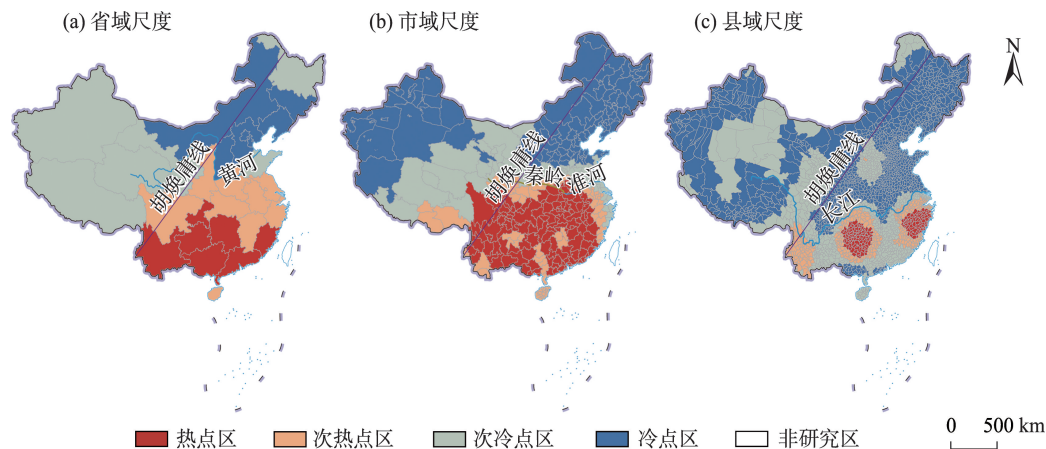 (a) 省域尺度
(b) 市域尺度
(c) 县域尺度
N
胡焕庸线
黄河
胡焕庸线
秦岭
淮河
胡焕庸线
长江
热点区
次热点区
次冷点区
冷点区
非研究区
0 500 km